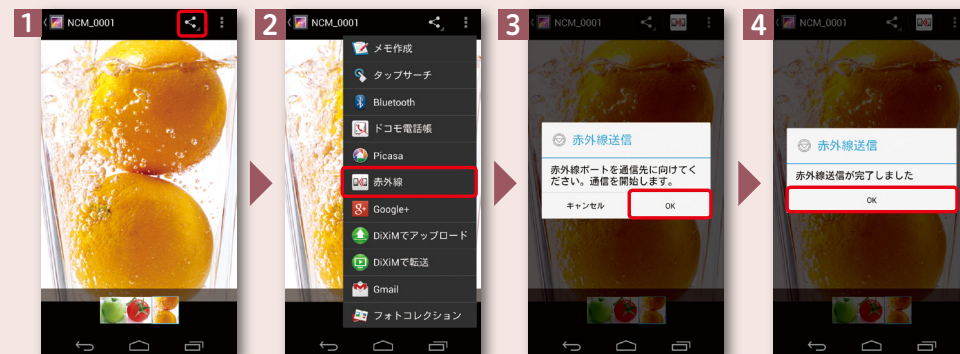 1
NCM_0001
2
NCM_0001
メモ作成
タップサーチ
Bluetooth
ドコモ電話帳
Picasa
赤外線
Google+
DiXiMでアップロード
DiXiMで転送
Gmail
フォトコレクション
3
NCM_0001
赤外線送信
赤外線ポートを通信先に向けてく
ださい。通信を開始します。
キャンセル
OK
4
NCM_0001
赤外線送信
赤外線送信が完了しました
OK